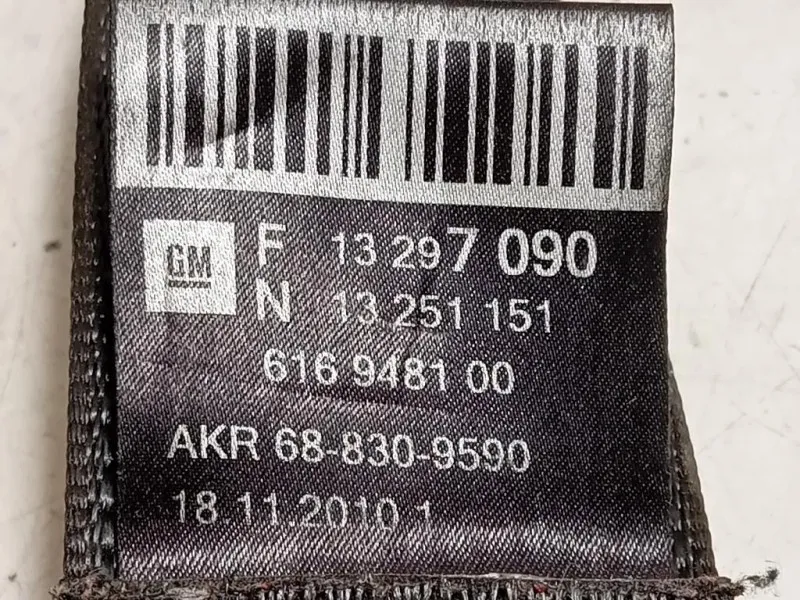 GM F 13 297 090
N 13 251 151
616 9481 00
AKR 68-830-9590
18.11.2010 1